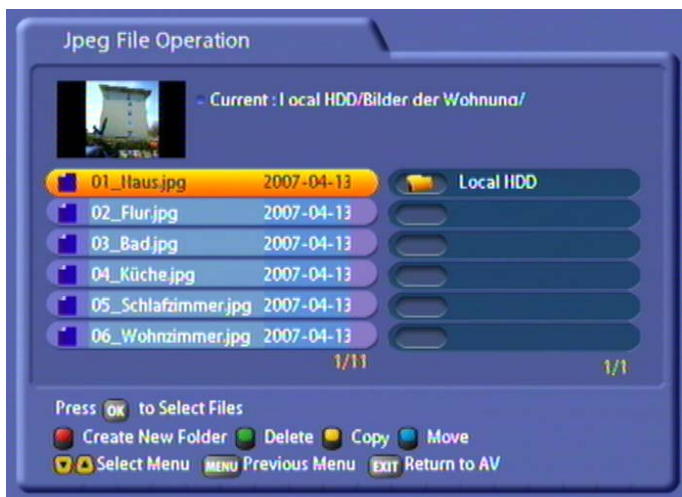 Jpeg File Operation
- Current : Local HDD/Bilder der Wohnung/
01_Haus.jpg 2007-04-13 Local HDD
02_Flur.jpg 2007-04-13
03_Bad.jpg 2007-04-13
04_Küche.jpg 2007-04-13
05_Schlafzimmer.jpg 2007-04-13
06_Wohnzimmer.jpg 2007-04-13
1/11 1/1
Press OK to Select Files
Create New Folder Delete Copy Move
Select Menu MENU Previous Menu EXIT Return to AV